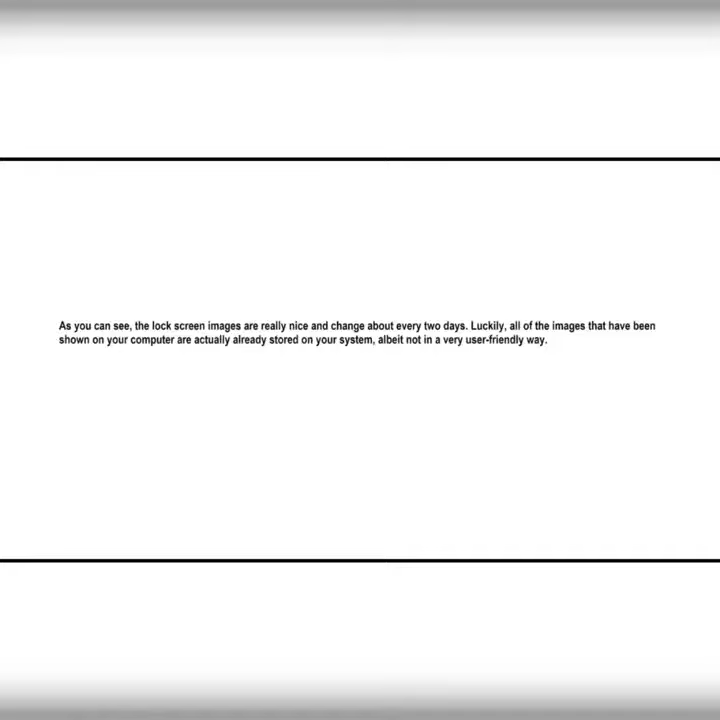 As you can see, the lock screen images are really nice and change about every two days. Luckily, all of the images that have been
shown on your computer are actually already stored on your system, albeit not in a very user-friendly way.